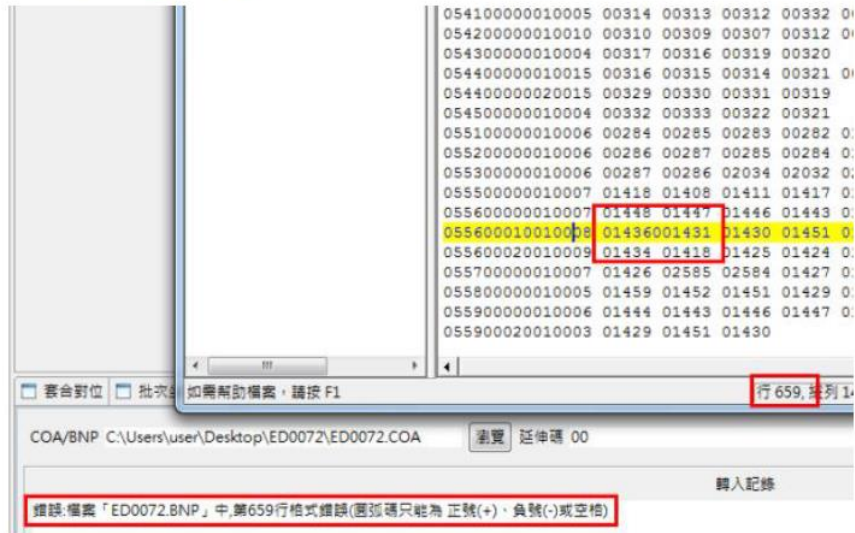 054100000010005 00314 00313 00312 00332
054200000010010 00310 00309 00307 00312
054300000010004 00317 00316 00319 00320
054400000010015 00316 00315 00314 00321
054400000020015 00329 00330 00331 00319
054500000010004 00332 00333 00322 00321
055100000010006 00284 00285 00283 00282
055200000010006 00286 00287 00285 00284
055300000010006 00287 00286 02034 02032
055500000010007 01418 01408 01411 01417
055600000010007 01448 01447 01446 01443
055600010010008 01436001431 01430 01451
055600020010009 01434 01418 01425 01424
055700000010007 01426 02585 02584 01427
055800000010005 01459 01452 01451 01429
055900000010006 01444 01443 01446 01447
055900020010003 01429 01451 01430
套合對位 批次 如需幫助檔案，請按 F1 行 659, 列 14
COA/BNP C:\Users\user\Desktop\ED0072\ED0072.COA 瀏覽 延伸碼 00
轉入記錄
錯誤:檔案「ED0072.BNP」中,第659行格式錯誤(圓弧碼只能為 正號(+)、負號(-)或空格)